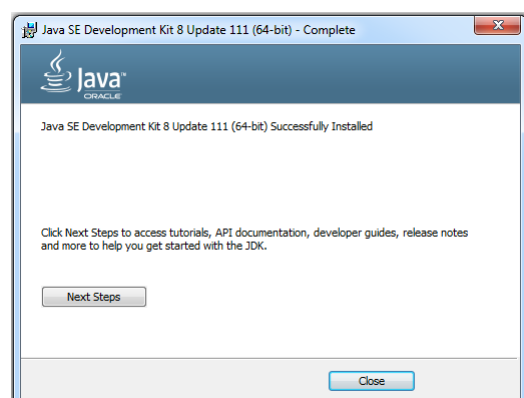 Java SE Development Kit 8 Update 111 (64-bit) - Complete
Java™
ORACLE
Java SE Development Kit 8 Update 111 (64-bit) Successfully Installed
Click Next Steps to access tutorials, API documentation, developer guides, release notes
and more to help you get started with the JDK.
Next Steps
Close